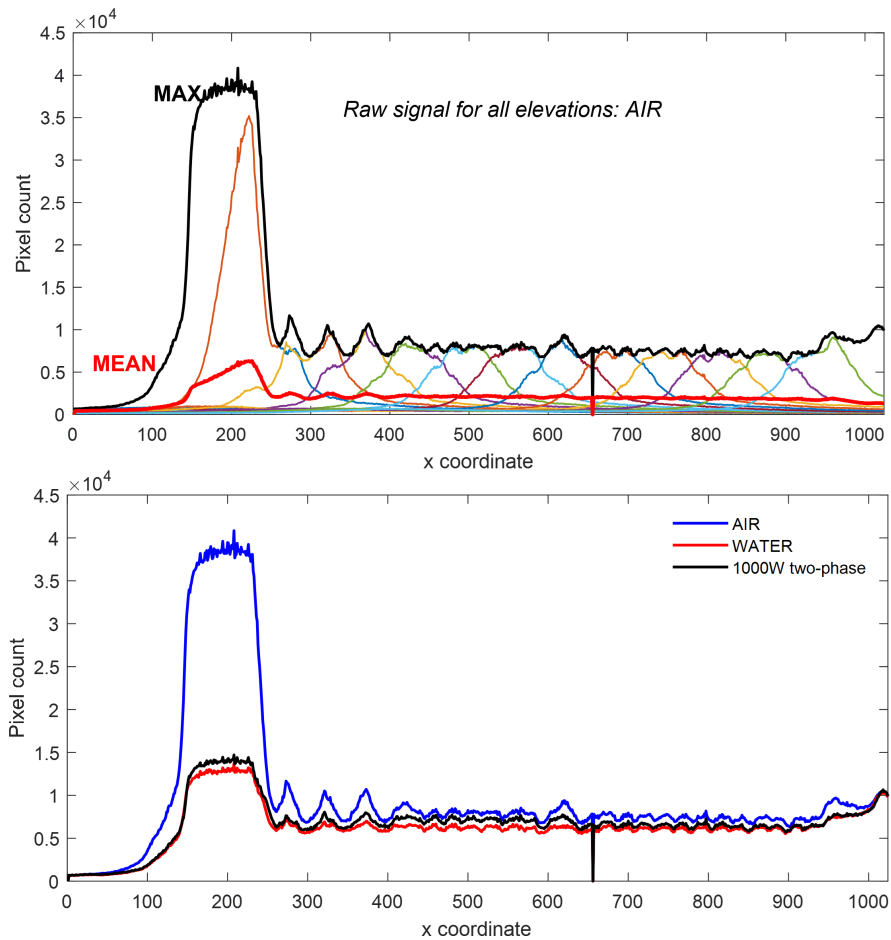 ×10⁴
4.5
4
3.5
3
2.5
2
1.5
1
0.5
0
Pixel count
MAX
Raw signal for all elevations: AIR
MEAN
0 100 200 300 400 500 600 700 800 900 1000
x coordinate
×10⁴
4.5
4
3.5
3
2.5
2
1.5
1
0.5
0
Pixel count
AIR
WATER
1000W two-phase
0 100 200 300 400 500 600 700 800 900 1000
x coordinate